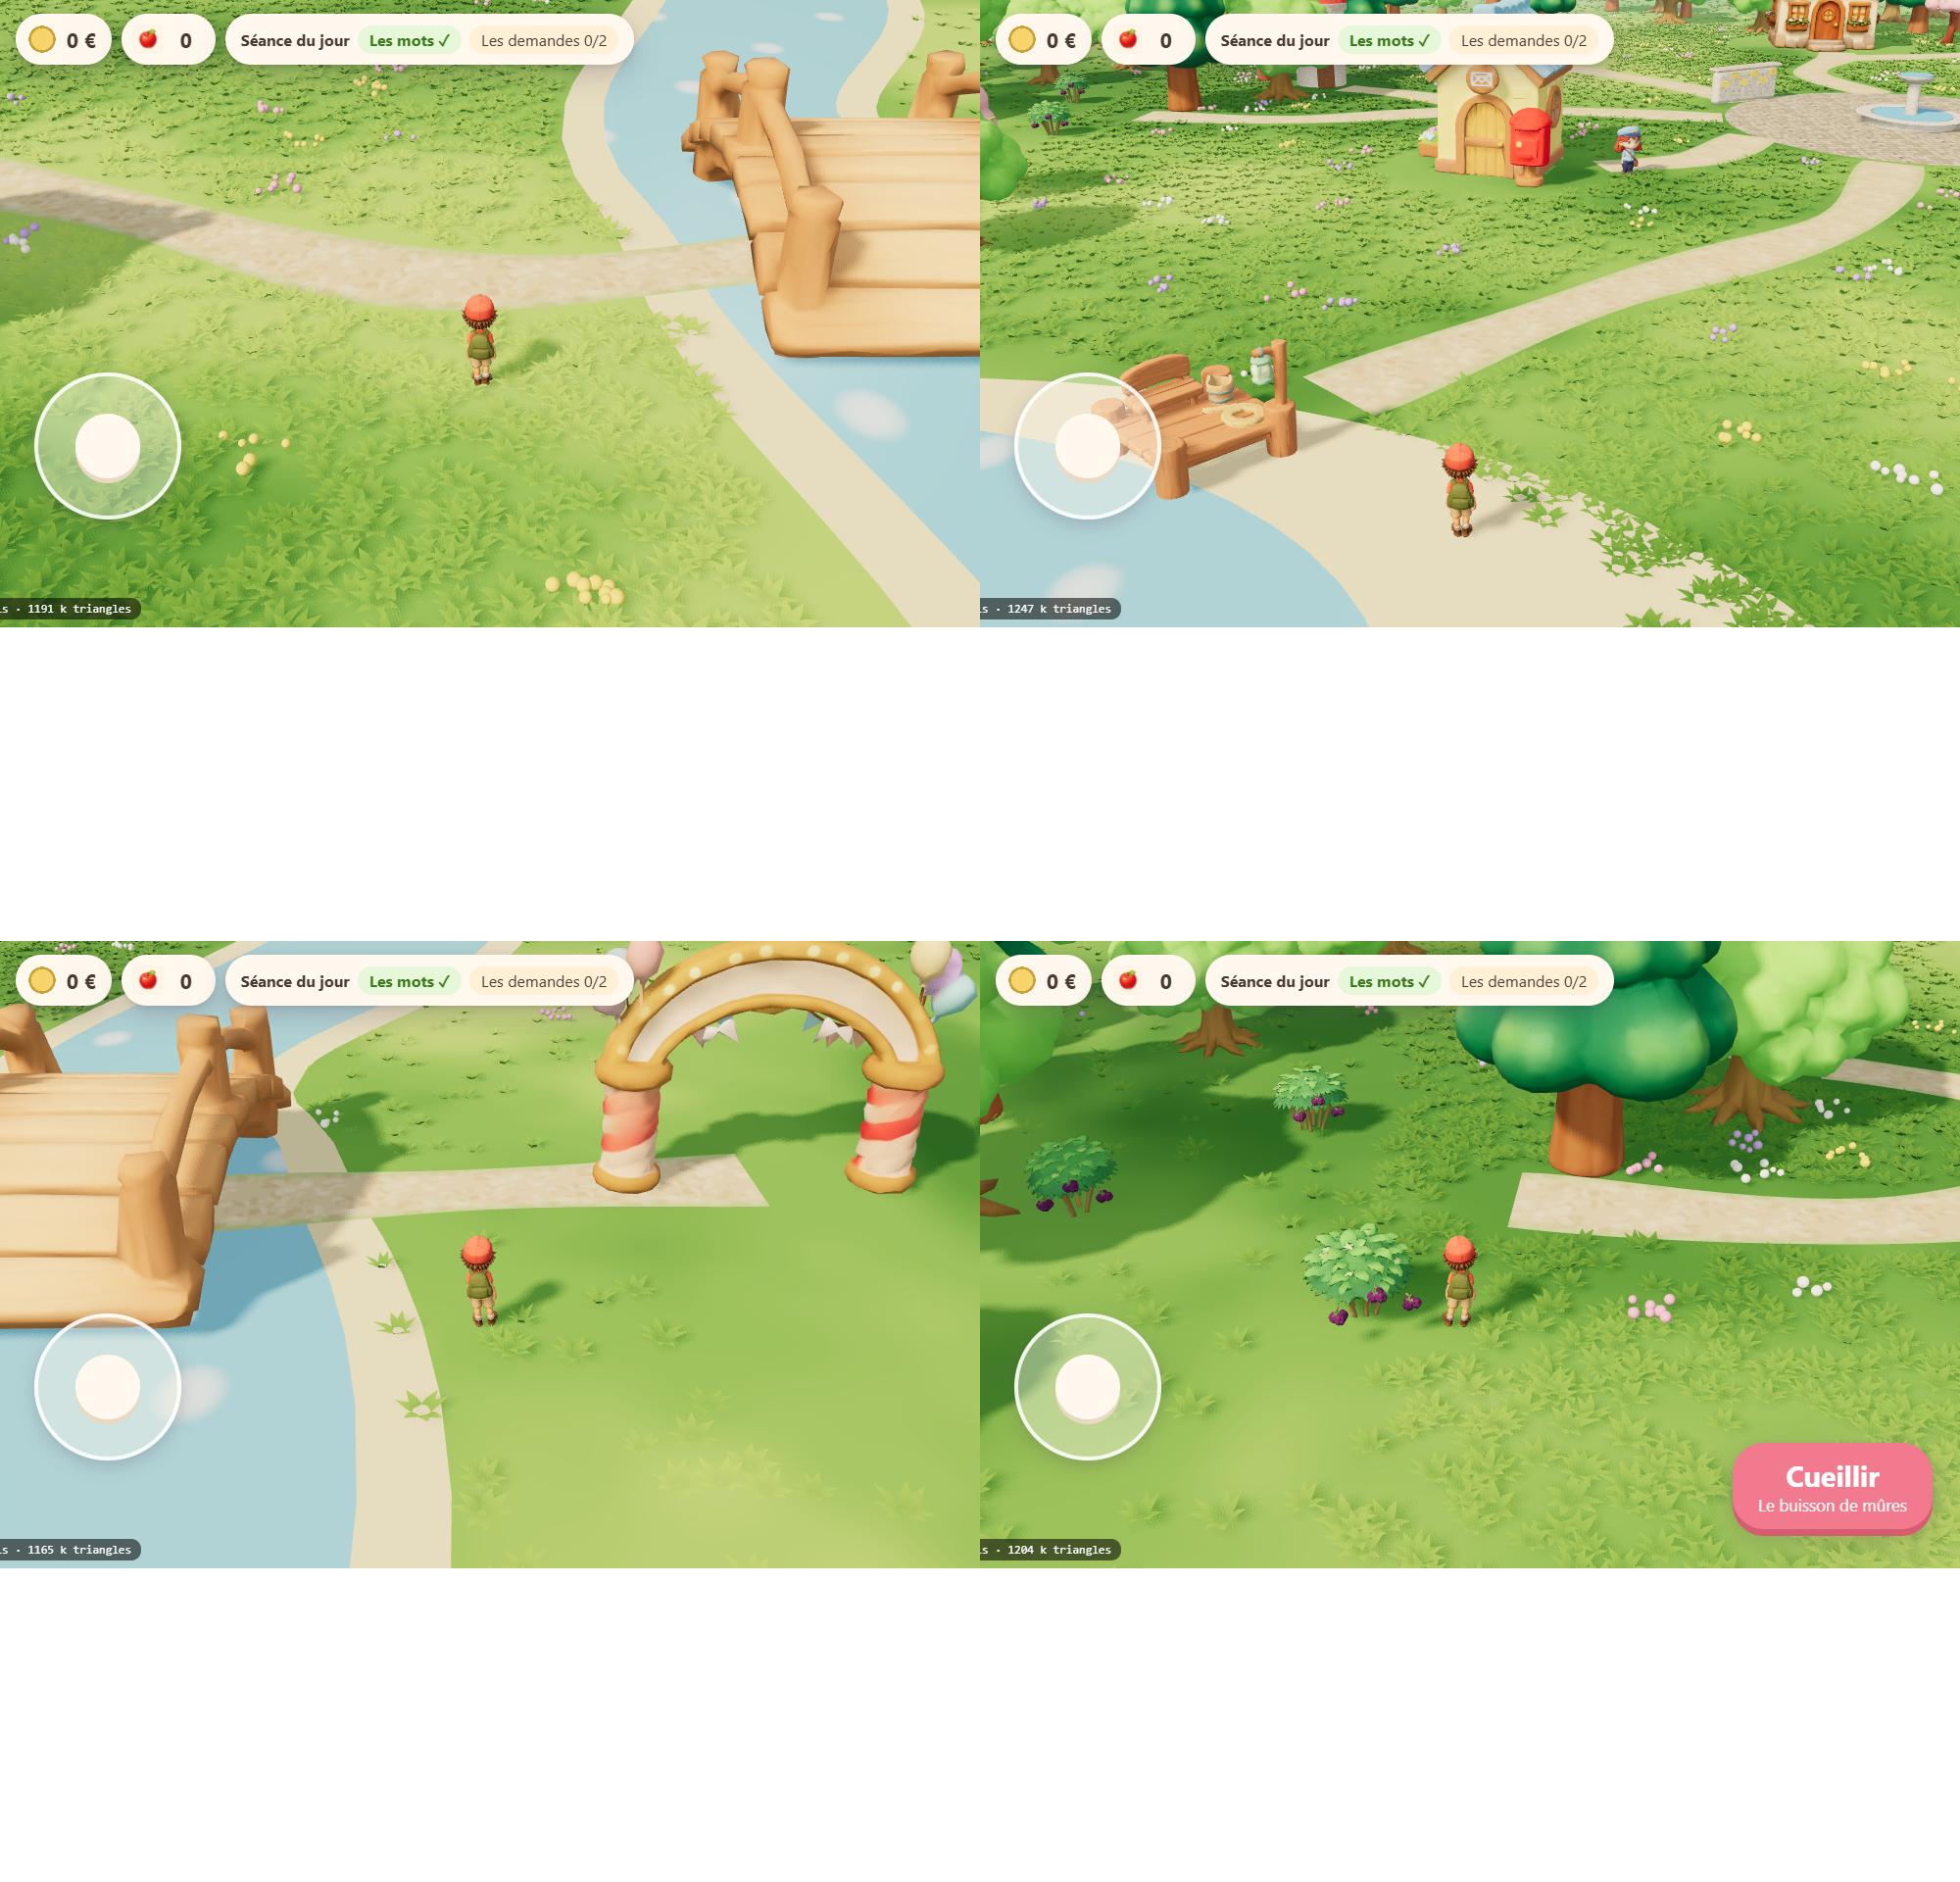 0 €
0
Séance du jour
Les mots ✓
Les demandes 0/2
s · 1191 k triangles
0 €
0
Séance du jour
Les mots ✓
Les demandes 0/2
s · 1247 k triangles
0 €
0
Séance du jour
Les mots ✓
Les demandes 0/2
s · 1165 k triangles
0 €
0
Séance du jour
Les mots ✓
Les demandes 0/2
Cueillir
Le buisson de mûres
s · 1204 k triangles